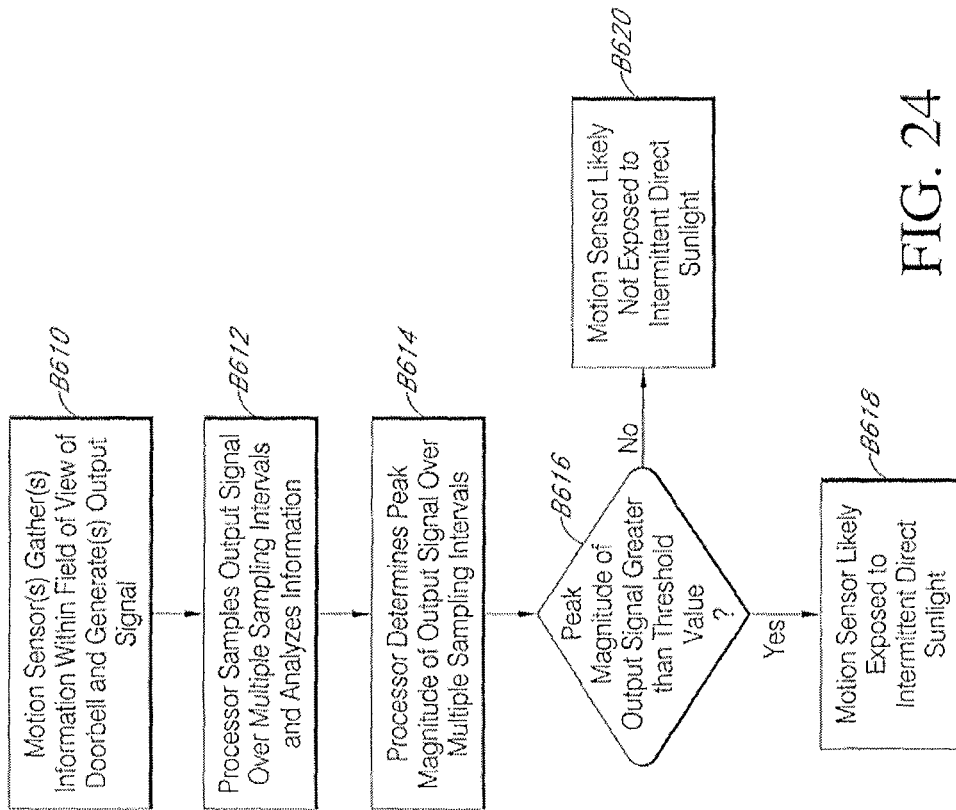 Motion Sensor(s) Gather(s)
Information Within Field of View of
Doorbell and Generate(s) Output
Signal
B610
Processor Samples Output Signal
Over Multiple Sampling Intervals
and Analyzes Information
B612
Processor Determines Peak
Magnitude of Output Signal Over
Multiple Sampling Intervals
B614
Peak
Magnitude of
Output Signal Greater
than Threshold
Value
?
B616
No
Motion Sensor Likely
Not Exposed to
Intermittent Direct
Sunlight
B620
Yes
Motion Sensor Likely
Exposed to
Intermittent Direct
Sunlight
B618
FIG. 24